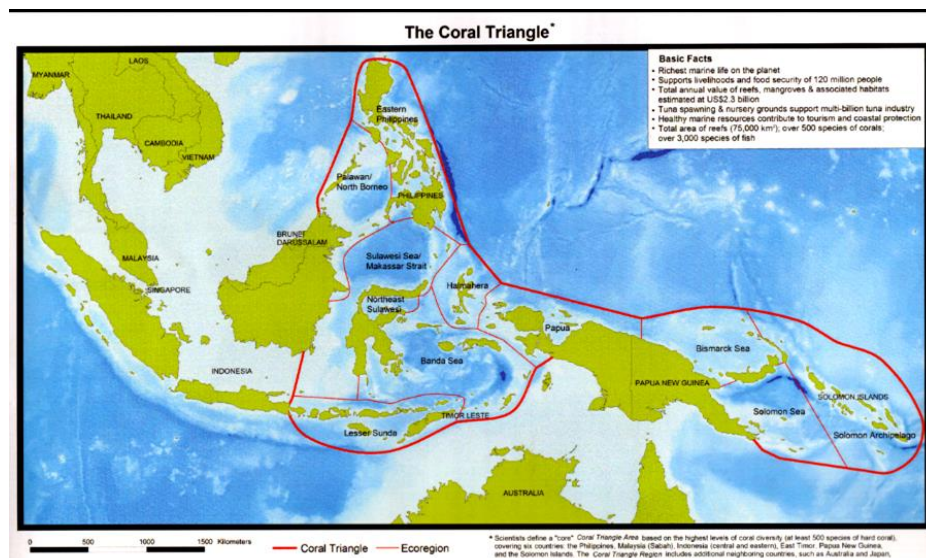 The Coral Triangle*
Basic Facts
• Richest marine life on the planet
• Supports livelihoods and food security of 120 million people
• Total annual value of reefs, mangroves & associated habitats
estimated at US$2.3 billion
• Tuna spawning & nursery grounds support multi-billion tuna industry
• Healthy marine resources contribute to tourism and coastal protection
• Total area of reefs (75,000 km²); over 500 species of corals;
over 3,000 species of fish
LAOS
MYANMAR
THAILAND
CAMBODIA
VIETNAM
Eastern
Philippines
Palawan/
North Borneo
PHILIPPINES
BRUNEI
DARUSSALAM
MALAYSIA
SINGAPORE
Sulawesi Sea/
Makassar Strait
Halmahera
Northeast
Sulawesi
Papua
Banda Sea
Bismarck Sea
INDONESIA
PAPUA NEW GUINEA
SOLOMON ISLANDS
Solomon Sea
TIMOR LESTE
Lesser Sunda
Solomon Archipelago
AUSTRALIA
0 500 1000 1500 Kilometers
Coral Triangle
Ecoregion
* Scientists define a "core" Coral Triangle Area based on the highest levels of coral diversity (at least 500 species of hard coral),
covering six countries: the Philippines, Malaysia (Sabah), Indonesia (central and eastern), East Timor, Papua New Guinea,
and the Solomon Islands. The Coral Triangle Region includes additional neighboring countries, such as Australia and Japan,